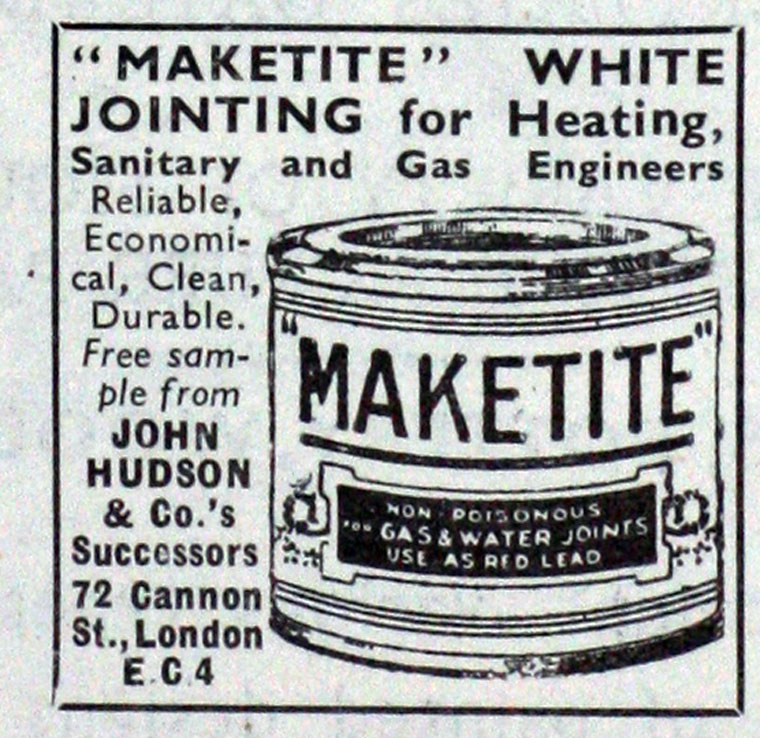 "MAKETITE" WHITE
JOINTING for Heating,
Sanitary and Gas Engineers
Reliable,
Economi-
cal, Clean,
Durable.
Free sam-
ple from
JOHN
HUDSON
& Co.'s
Successors
72 Cannon
St., London
E.C.4
"MAKETITE"
NON-POISONOUS
FOR GAS & WATER JOINTS
USE AS RED LEAD